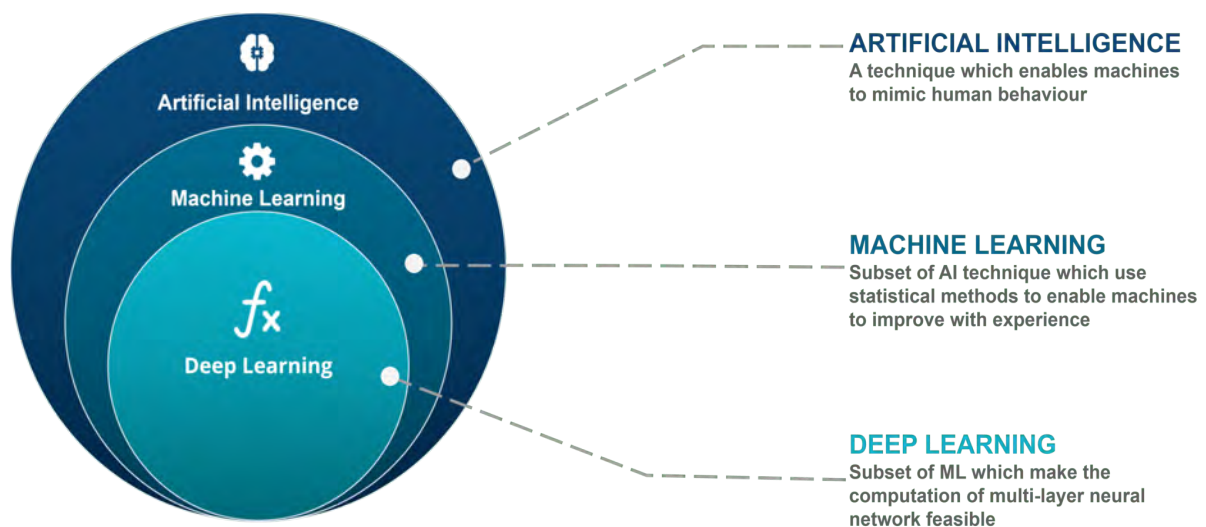 Artificial Intelligence
Machine Learning
fx
Deep Learning
ARTIFICIAL INTELLIGENCE
A technique which enables machines
to mimic human behaviour
MACHINE LEARNING
Subset of AI technique which use
statistical methods to enable machines
to improve with experience
DEEP LEARNING
Subset of ML which make the
computation of multi-layer neural
network feasible